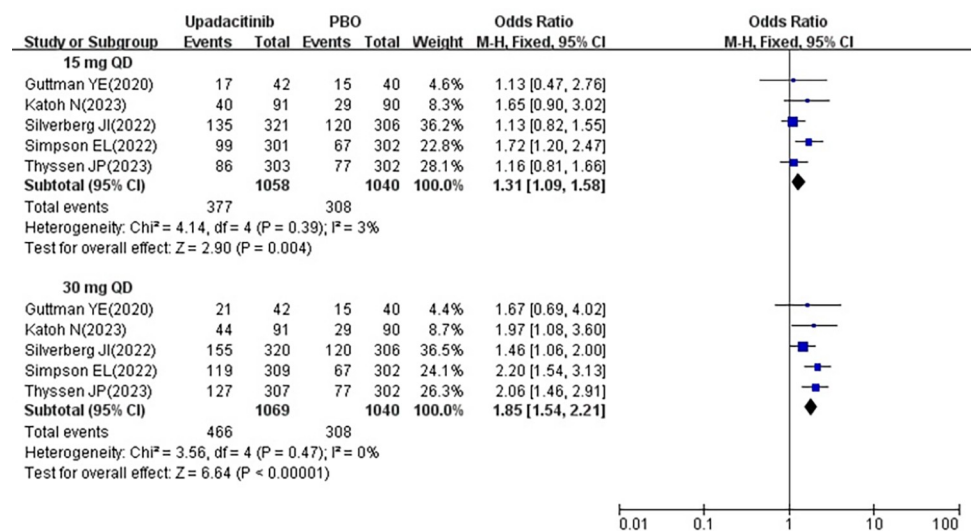 Upadacitinib PBO Odds Ratio Odds Ratio
Study or Subgroup Events Total Events Total Weight M-H, Fixed, 95% CI M-H, Fixed, 95% CI
15 mg QD
Guttman YE(2020) 17 42 15 40 4.6% 1.13 [0.47, 2.76]
Katoh N(2023) 40 91 29 90 8.3% 1.65 [0.90, 3.02]
Silverberg JI(2022) 135 321 120 306 36.2% 1.13 [0.82, 1.55]
Simpson EL(2022) 99 301 67 302 22.8% 1.72 [1.20, 2.47]
Thyssen JP(2023) 86 303 77 302 28.1% 1.16 [0.81, 1.66]
Subtotal (95% CI) 1058 1040 100.0% 1.31 [1.09, 1.58]
Total events 377 308
Heterogeneity: Chi² = 4.14, df = 4 (P = 0.39); I² = 3%
Test for overall effect: Z = 2.90 (P = 0.004)
30 mg QD
Guttman YE(2020) 21 42 15 40 4.4% 1.67 [0.69, 4.02]
Katoh N(2023) 44 91 29 90 8.7% 1.97 [1.08, 3.60]
Silverberg JI(2022) 155 320 120 306 36.5% 1.46 [1.06, 2.00]
Simpson EL(2022) 119 309 67 302 24.1% 2.20 [1.54, 3.13]
Thyssen JP(2023) 127 307 77 302 26.3% 2.06 [1.46, 2.91]
Subtotal (95% CI) 1069 1040 100.0% 1.85 [1.54, 2.21]
Total events 466 308
Heterogeneity: Chi² = 3.56, df = 4 (P = 0.47); I² = 0%
Test for overall effect: Z = 6.64 (P < 0.00001)
0.01 0.1 1 10 100